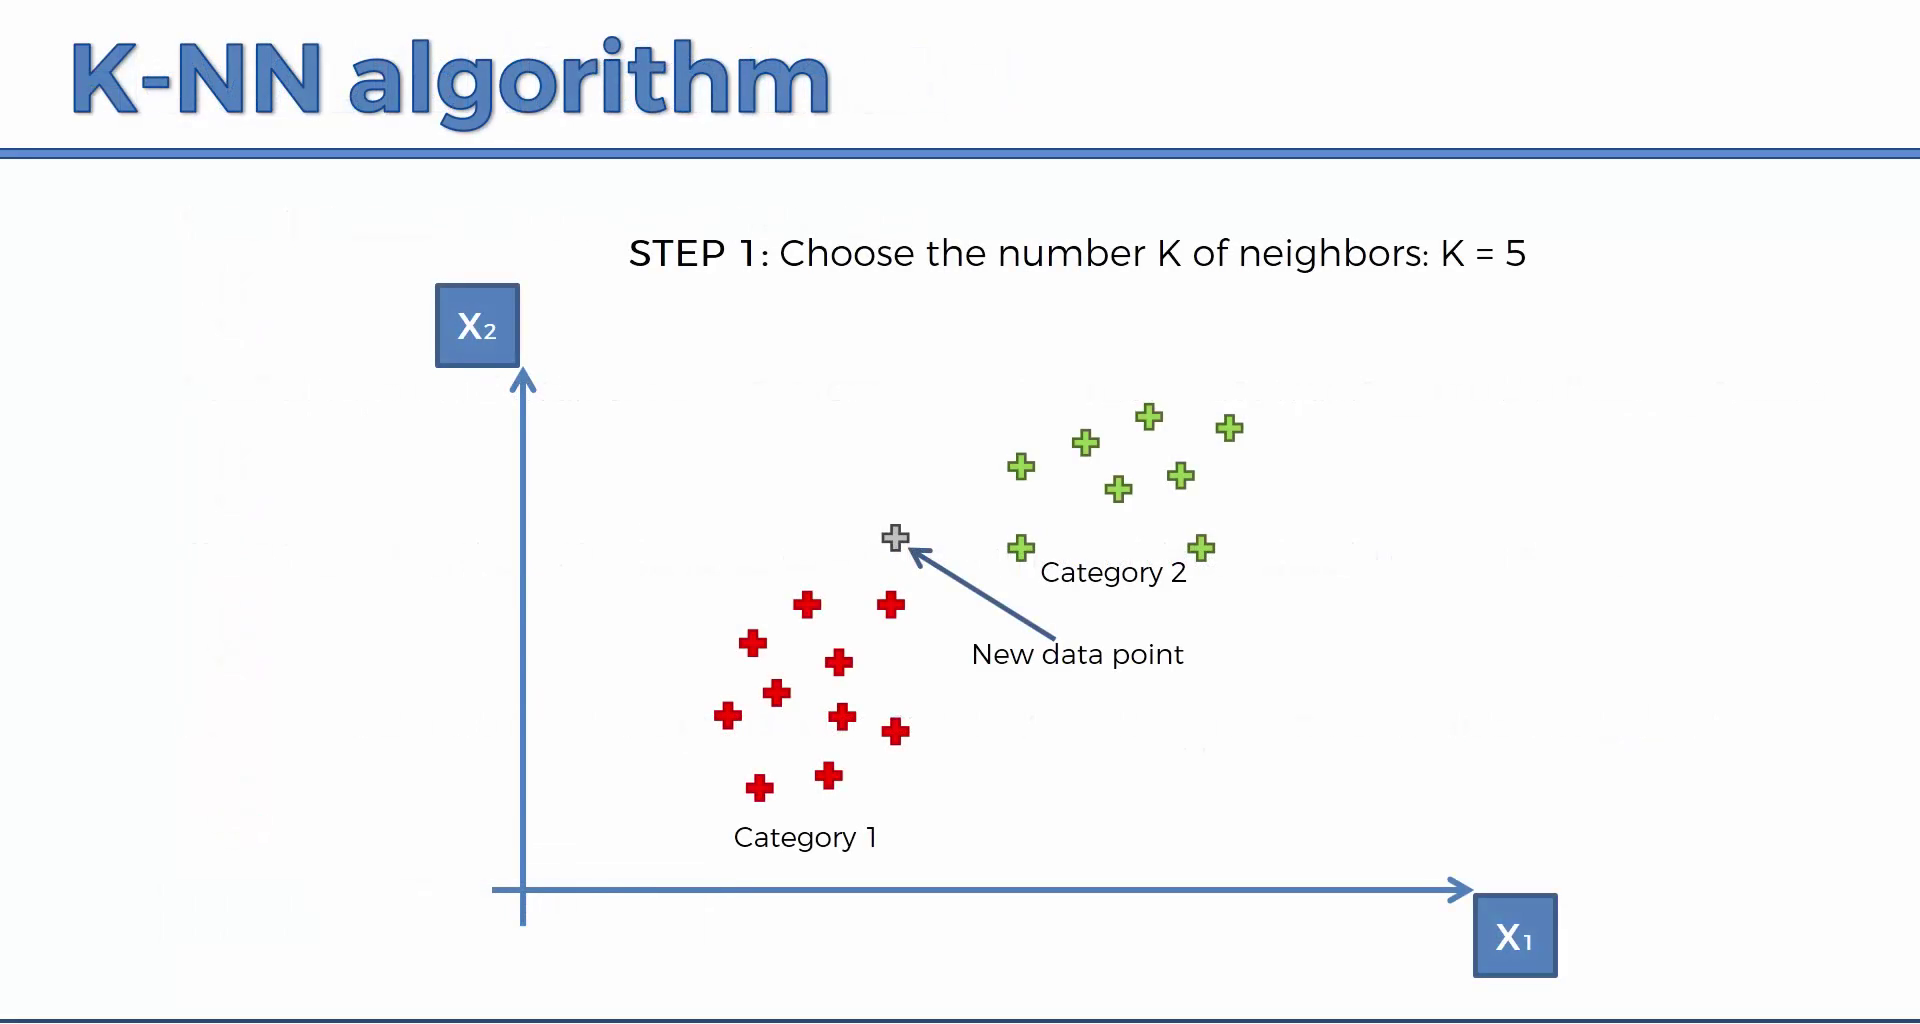 K-NN algorithm
STEP 1: Choose the number K of neighbors: K = 5
X₂
Category 2
New data point
Category 1
X₁